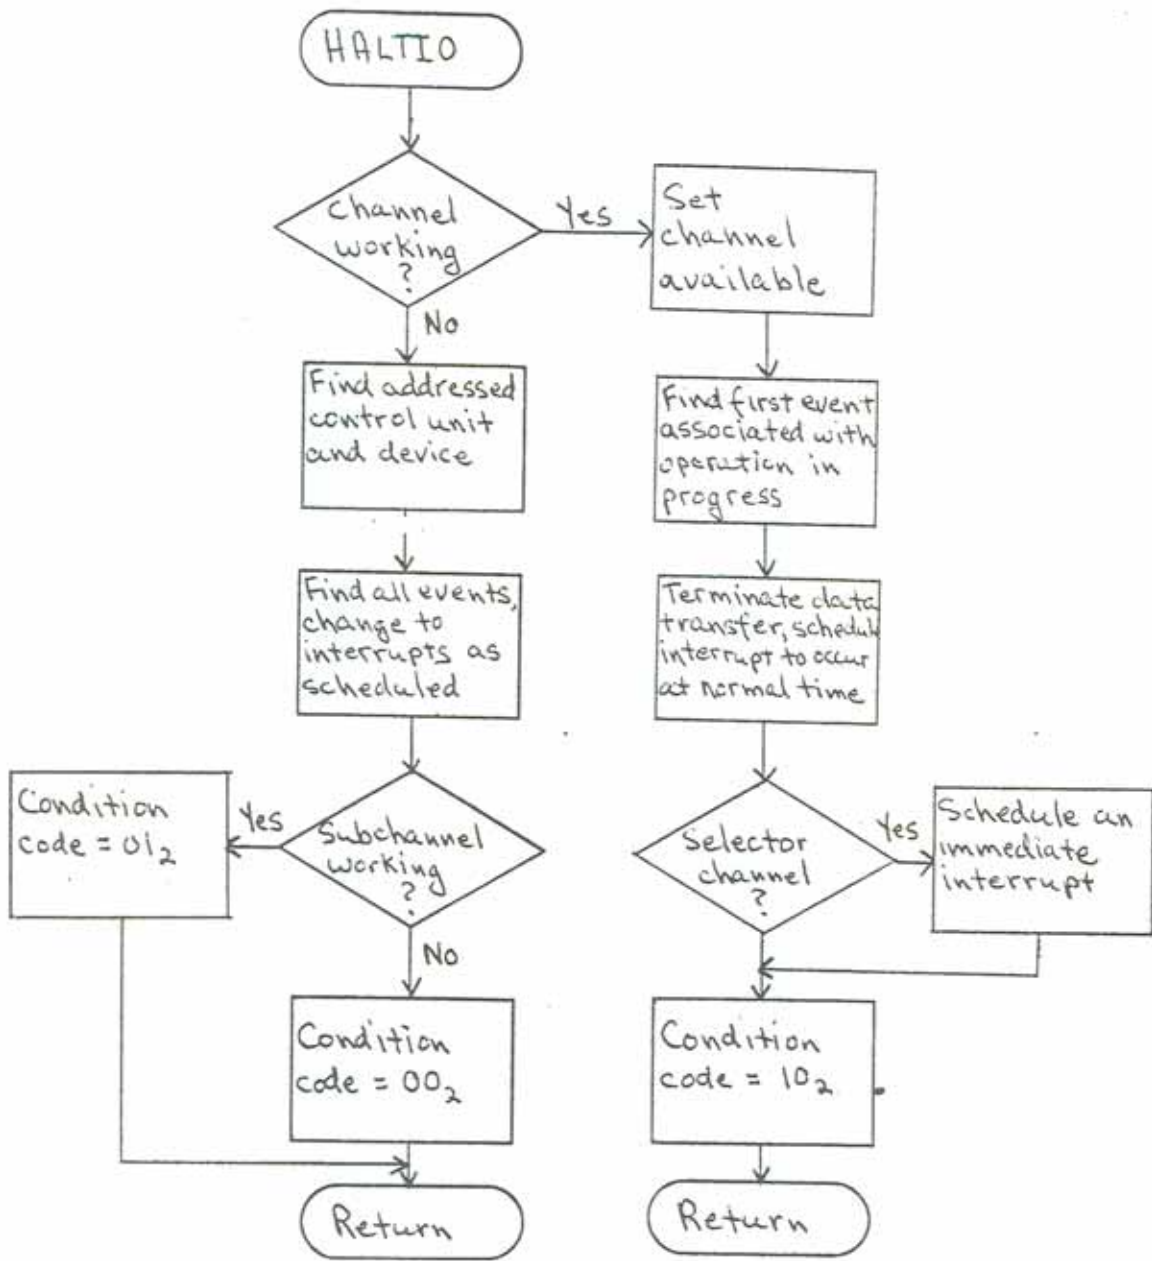 HALTIO
Channel
working
?
Yes
No
Set
channel
available
Find addressed
control unit
and device
Find first event
associated with
operation in
progress
Find all events,
change to
interrupts as
scheduled
Terminate data
transfer, schedule
interrupt to occur
at normal time
Condition
code = 01₂
Yes
Subchannel
working
?
No
Selector
channel
?
Yes
Schedule an
immediate
interrupt
Condition
code = 00₂
Condition
code = 10₂
Return
Return